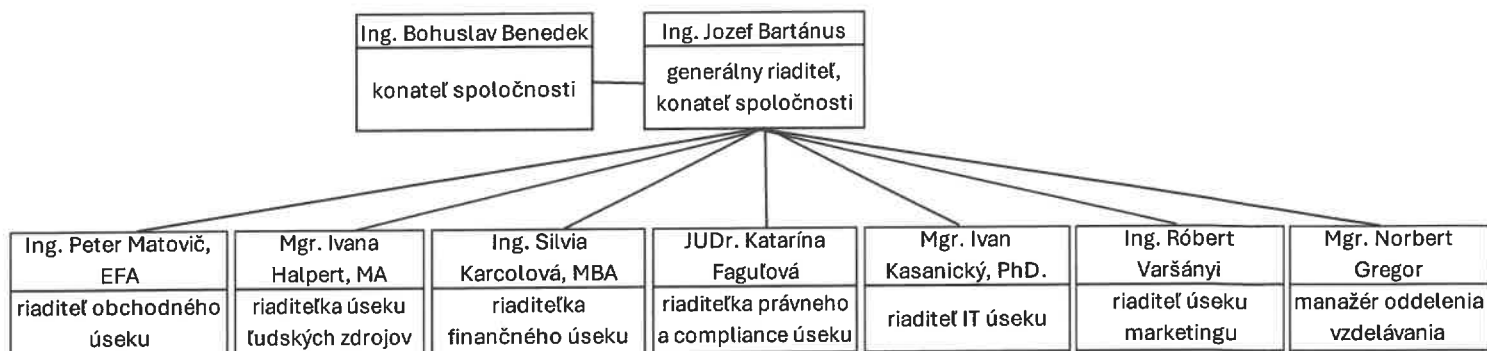 Ing. Bohuslav Benedek
konateľ spoločnosti
Ing. Jozef Bartánus
generálny riaditeľ,
konateľ spoločnosti
Ing. Peter Matovič,
EFA
riaditeľ obchodného
úseku
Mgr. Ivana
Halpert, MA
riaditeľka úseku
ľudských zdrojov
Ing. Silvia
Karcolová, MBA
riaditeľka
finančného úseku
JUDr. Katarína
Faguľová
riaditeľka právneho
a compliance úseku
Mgr. Ivan
Kasanický, PhD.
riaditeľ IT úseku
Ing. Róbert
Varšányi
riaditeľ úseku
marketingu
Mgr. Norbert
Gregor
manažér oddelenia
vzdelávania